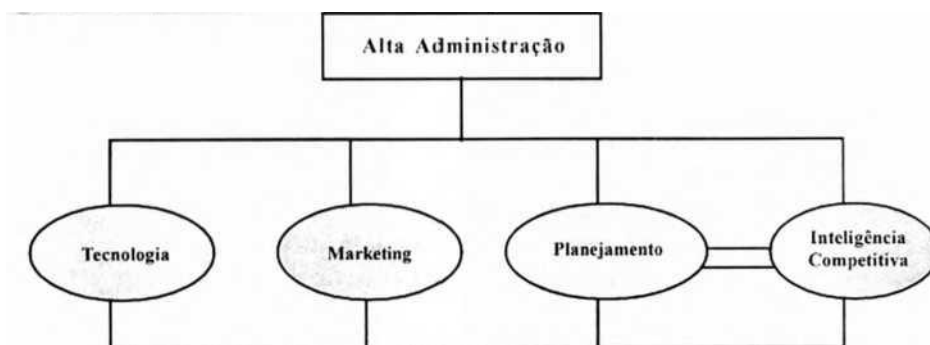 Alta Administração
Tecnologia
Marketing
Planejamento
Inteligência
Competitiva